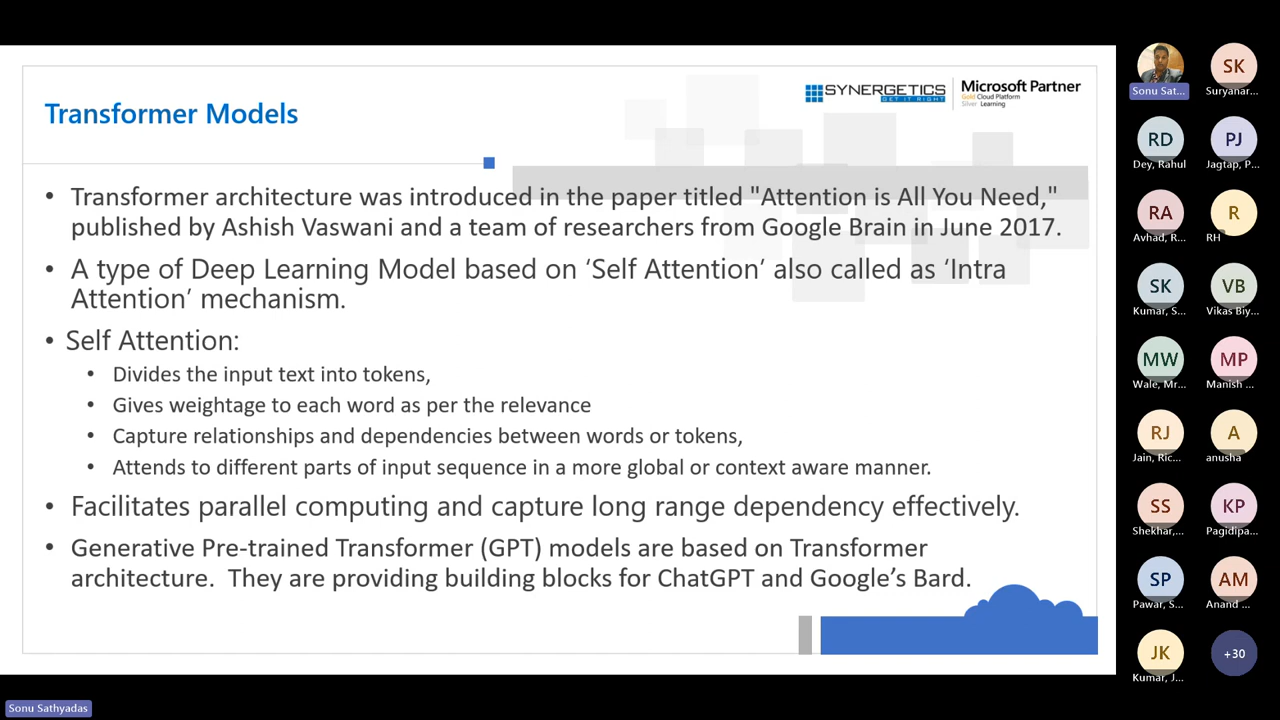 Transformer Models
SYNERGETICS
GET IT RIGHT
Microsoft Partner
Gold Cloud Platform
Silver Learning
• Transformer architecture was introduced in the paper titled "Attention is All You Need,"
published by Ashish Vaswani and a team of researchers from Google Brain in June 2017.
• A type of Deep Learning Model based on ‘Self Attention’ also called as ‘Intra
Attention’ mechanism.
• Self Attention:
• Divides the input text into tokens,
• Gives weightage to each word as per the relevance
• Capture relationships and dependencies between words or tokens,
• Attends to different parts of input sequence in a more global or context aware manner.
• Facilitates parallel computing and capture long range dependency effectively.
• Generative Pre-trained Transformer (GPT) models are based on Transformer
architecture. They are providing building blocks for ChatGPT and Google’s Bard.
Sonu Sat...
SK
Suryanar...
RD
Dey, Rahul
PJ
Jagtap, P...
RA
Avhad, R...
R
RH
SK
Kumar, S...
VB
Vikas Biy...
MW
Wale, Mr...
MP
Manish ...
RJ
Jain, Ric...
A
anusha
SS
Shekhar,...
KP
Pagidipa...
SP
Pawar, S...
AM
Anand ...
JK
Kumar, J...
+30
Sonu Sathyadas